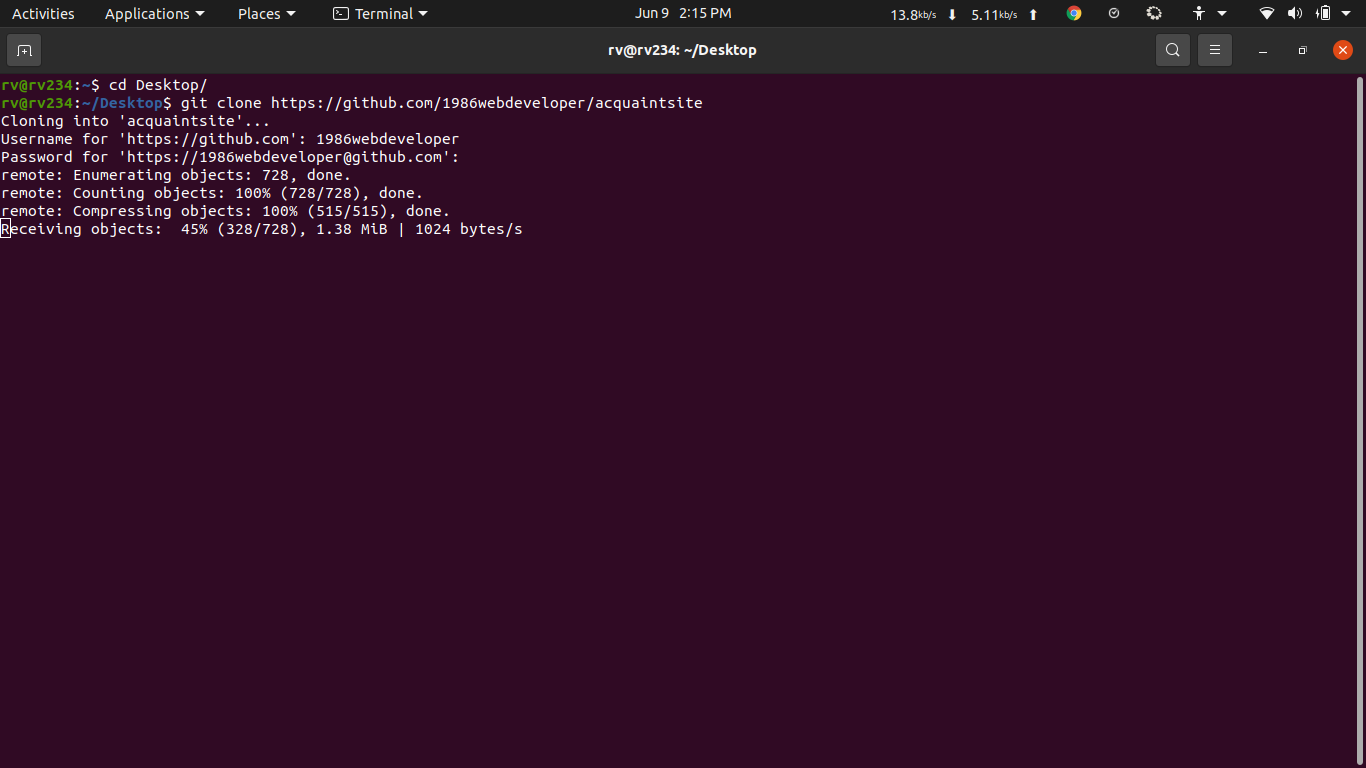 Activities Applications Places Terminal Jun 9 2:15 PM 13.8kb/s ⬇ 5.11kb/s ⬆
rv@rv234: ~/Desktop
rv@rv234:~$ cd Desktop/
rv@rv234:~/Desktop$ git clone https://github.com/1986webdeveloper/acquaintsite
Cloning into 'acquaintsite'...
Username for 'https://github.com': 1986webdeveloper
Password for 'https://1986webdeveloper@github.com':
remote: Enumerating objects: 728, done.
remote: Counting objects: 100% (728/728), done.
remote: Compressing objects: 100% (515/515), done.
Receiving objects:  45% (328/728), 1.38 MiB | 1024 bytes/s